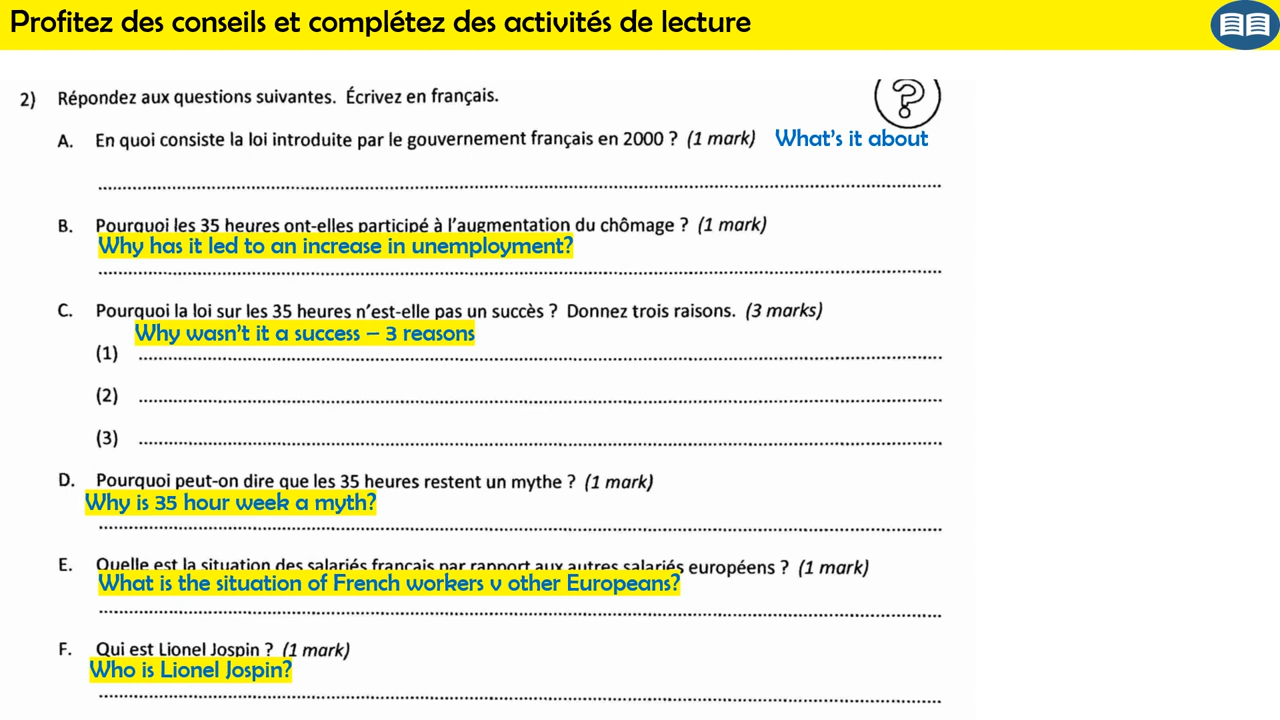 Profitez des conseils et complétez des activités de lecture
2) Répondez aux questions suivantes. Écrivez en français.
?
A. En quoi consiste la loi introduite par le gouvernement français en 2000 ? (1 mark) What's it about
B. Pourquoi les 35 heures ont-elles participé à l'augmentation du chômage ? (1 mark)
Why has it led to an increase in unemployment?
C. Pourquoi la loi sur les 35 heures n'est-elle pas un succès ? Donnez trois raisons. (3 marks)
Why wasn't it a success – 3 reasons
(1)
(2)
(3)
D. Pourquoi peut-on dire que les 35 heures restent un mythe ? (1 mark)
Why is 35 hour week a myth?
E. Quelle est la situation des salariés français par rapport aux autres salariés européens ? (1 mark)
What is the situation of French workers v other Europeans?
F. Qui est Lionel Jospin ? (1 mark)
Who is Lionel Jospin?